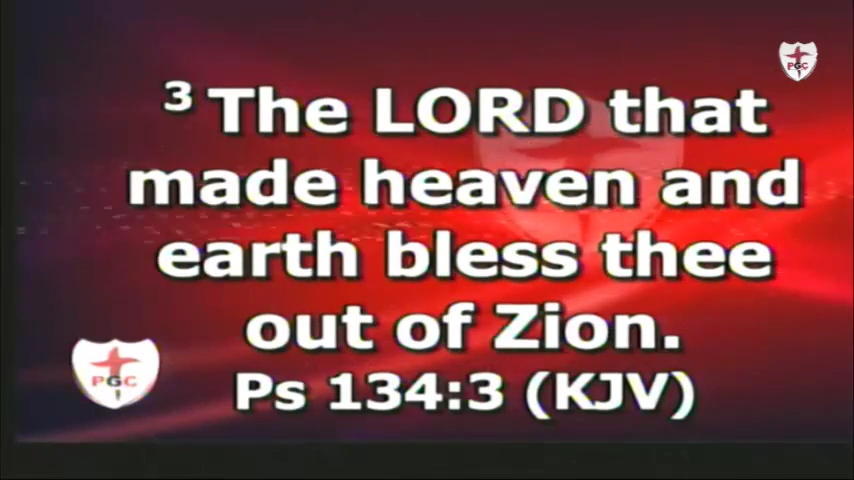 PGC
3 The LORD that
made heaven and
earth bless thee
out of Zion.
PGC
Ps 134:3 (KJV)